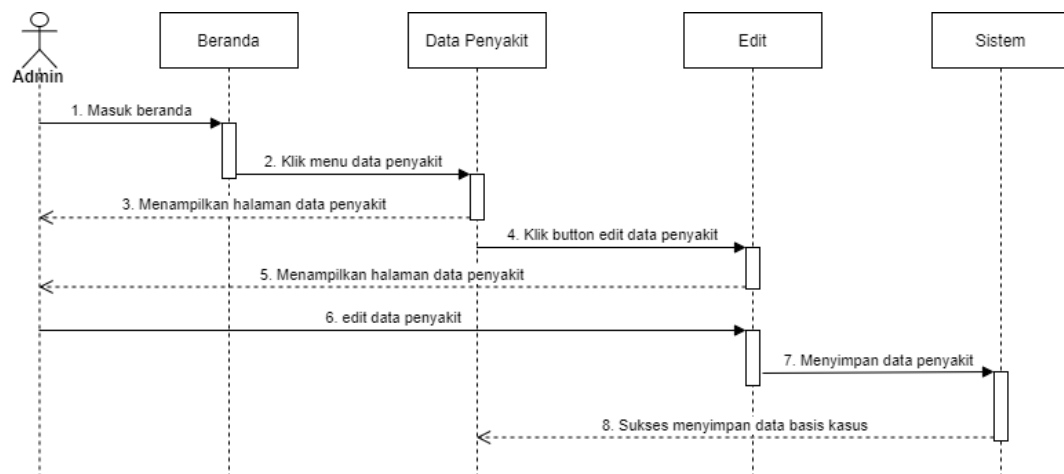 Admin
Beranda
Data Penyakit
Edit
Sistem
1. Masuk beranda
2. Klik menu data penyakit
3. Menampilkan halaman data penyakit
4. Klik button edit data penyakit
5. Menampilkan halaman data penyakit
6. edit data penyakit
7. Menyimpan data penyakit
8. Sukses menyimpan data basis kasus